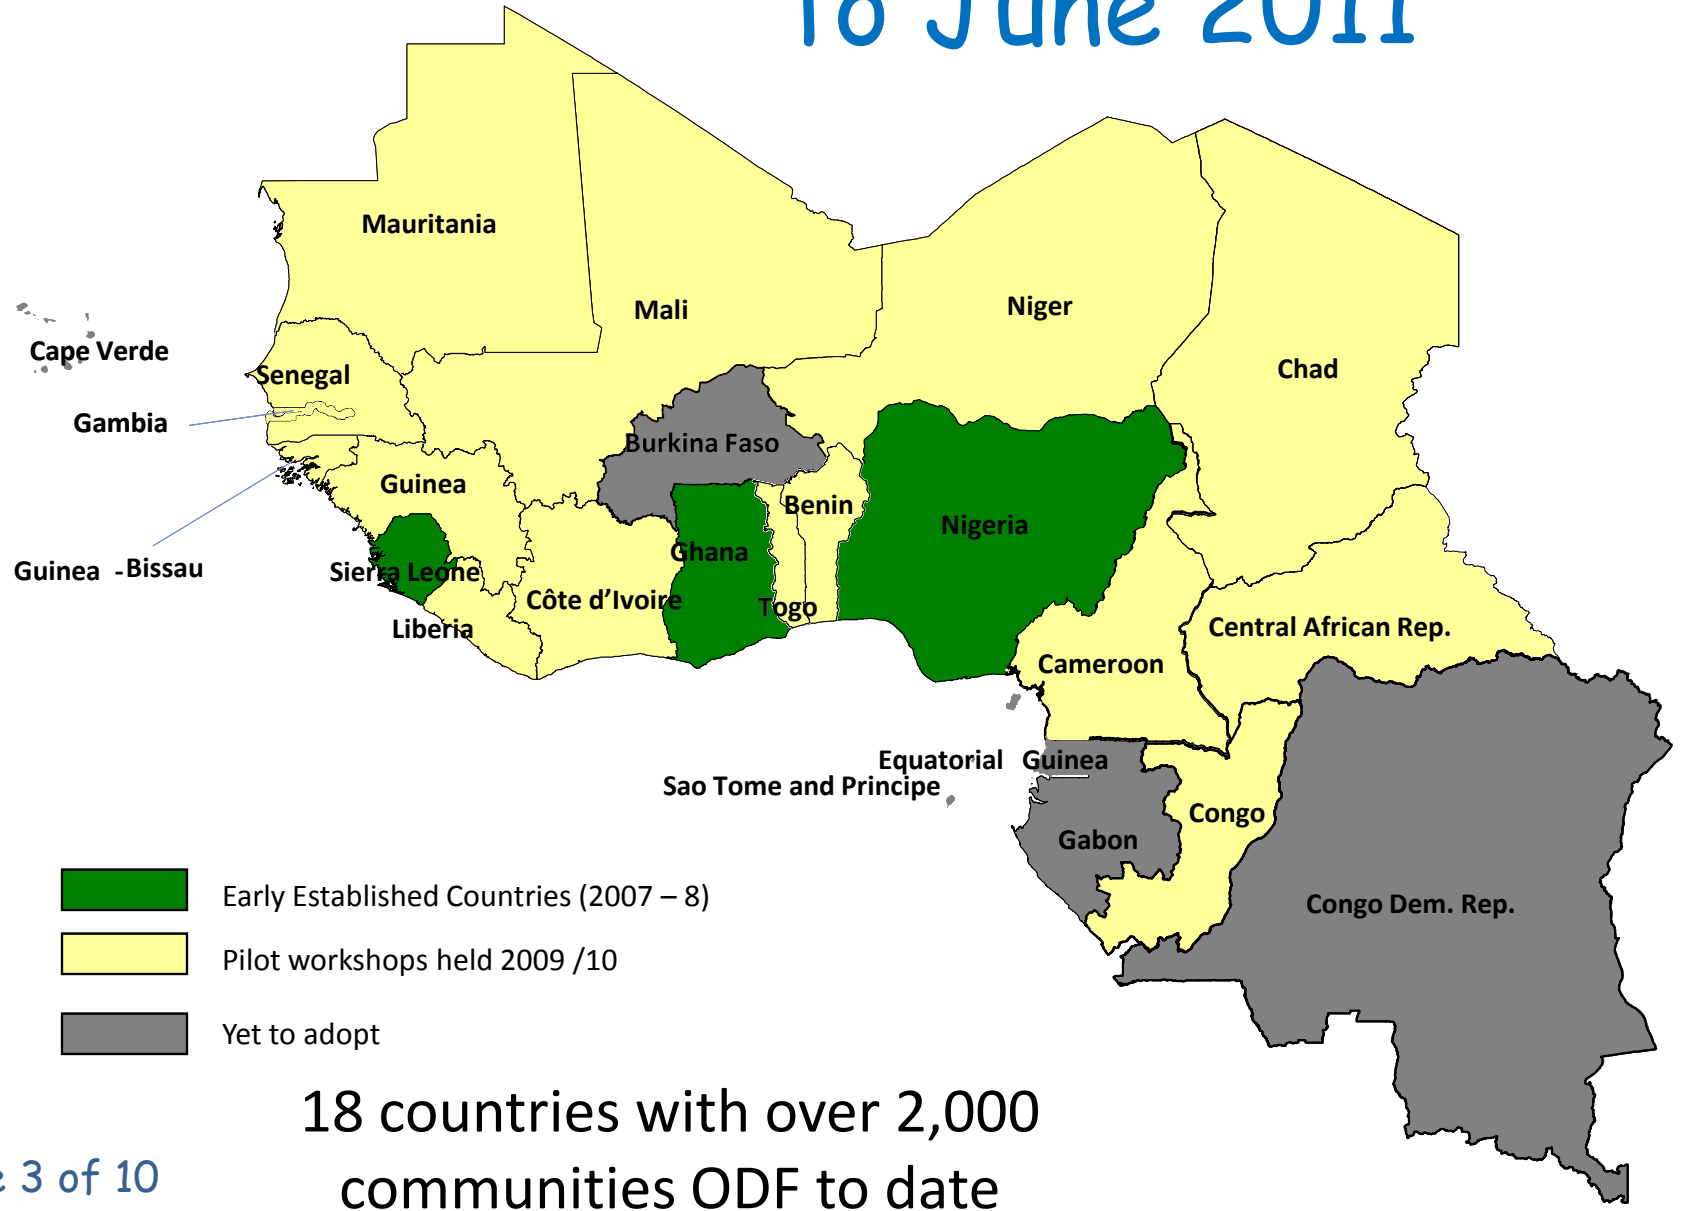 To June 2011
Mauritania
Mali
Niger
Chad
Cape Verde
Senegal
Gambia
Burkina Faso
Guinea
Benin
Nigeria
Ghana
Guinea - Bissau
Sierra Leone
Côte d’Ivoire
Togo
Liberia
Central African Rep.
Cameroon
Equatorial Guinea
Sao Tome and Principe
Congo
Gabon
Congo Dem. Rep.
Early Established Countries (2007 – 8)
Pilot workshops held 2009 /10
Yet to adopt
18 countries with over 2,000
communities ODF to date
e 3 of 10